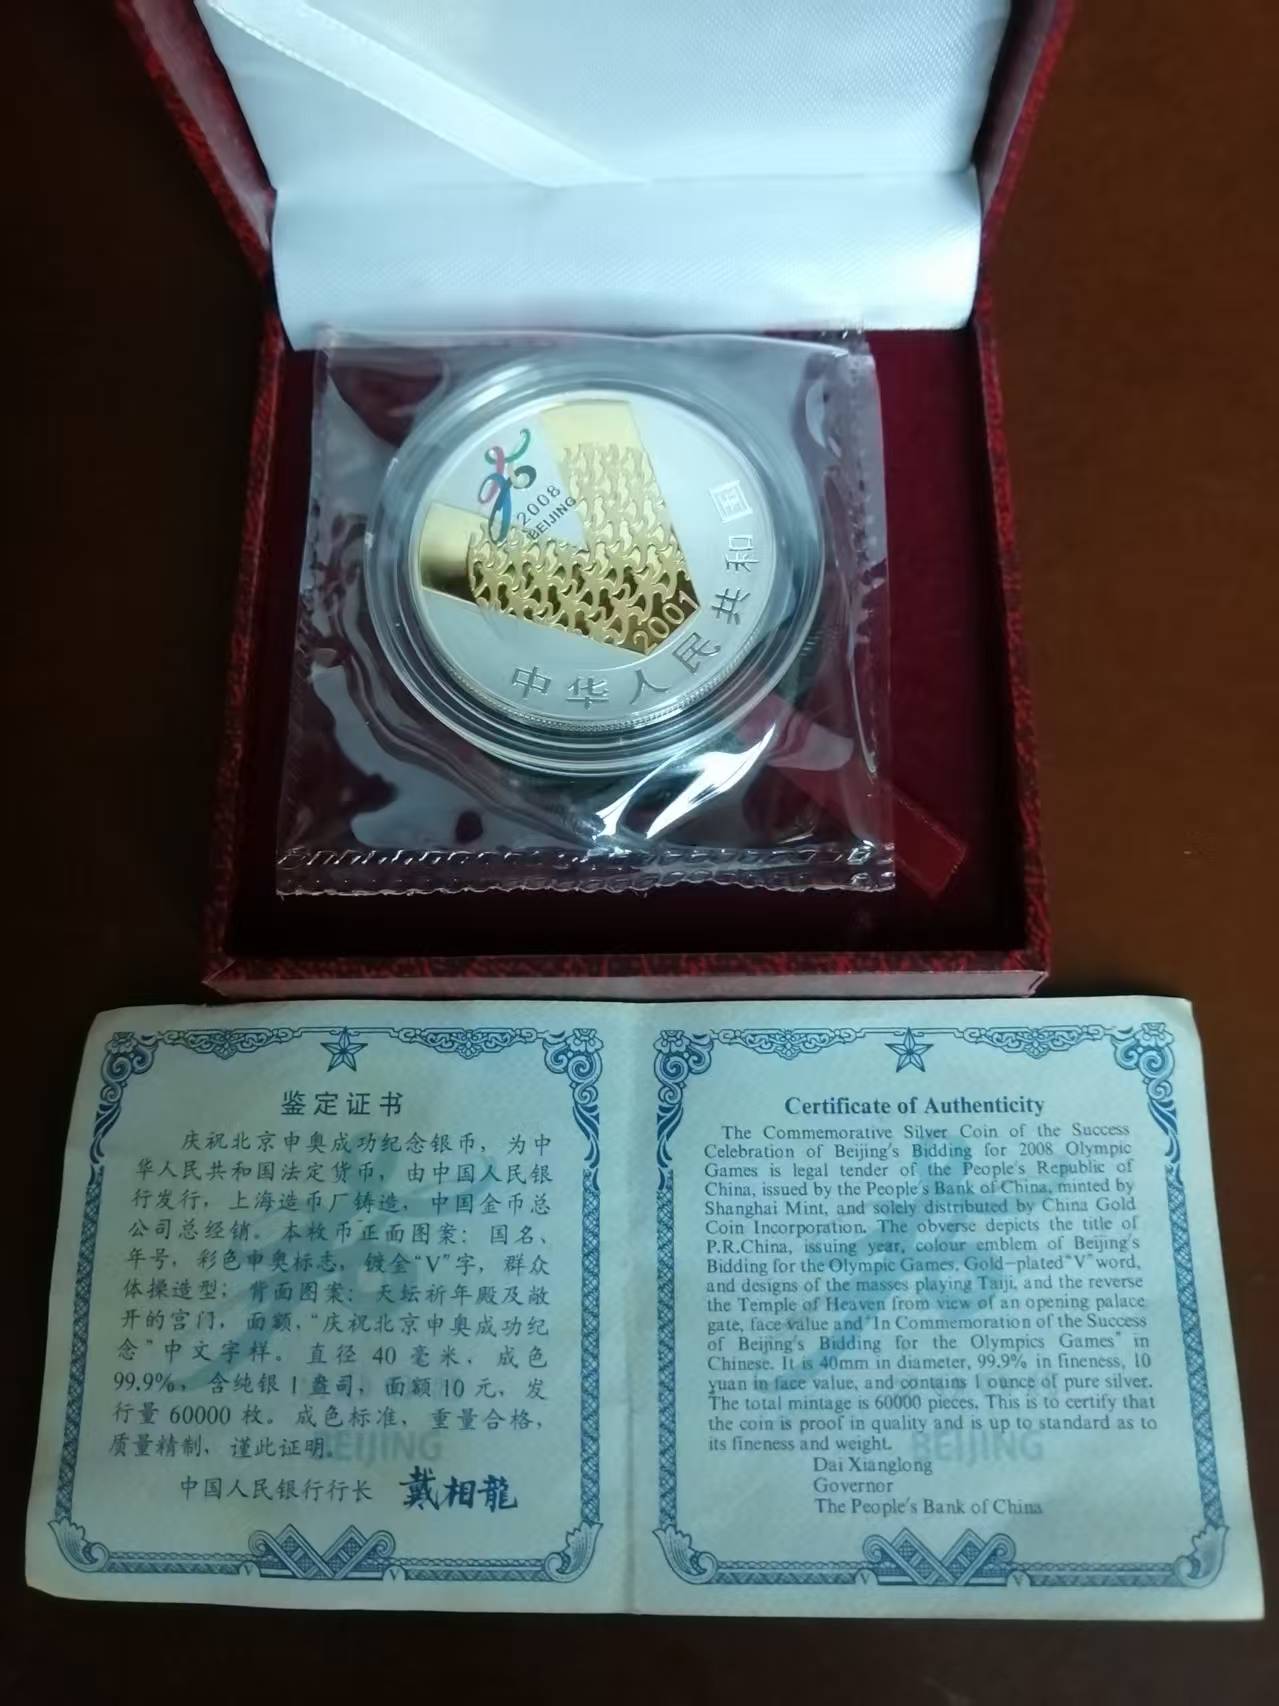 2008
BEIJING
2001
中华人民共和国
鉴定证书
庆祝北京申奥成功纪念银币，为中
华人民共和国法定货币，由中国人民银
行发行，上海造币厂铸造，中国金币总
公司总经销。本枚币正面图案：国名、
年号，彩色申奥标志，镀金“V”字，群众
体操造型；背面图案：天坛祈年殿及敞
开的宫门，面额，“庆祝北京申奥成功纪
念”中文字样。直径 40 毫米，成色
99.9%，含纯银 1 盎司，面额 10 元，发
行量 60000 枚。成色标准，重量合格，
质量精制，谨此证明。
BEIJING
中国人民银行行长 戴相龍
Certificate of Authenticity
The Commemorative Silver Coin of the Success
Celebration of Beijing's Bidding for 2008 Olympic
Games is legal tender of the People's Republic of
China, issued by the People's Bank of China, minted by
Shanghai Mint, and solely distributed by China Gold
Coin Incorporation. The obverse depicts the title of
P.R.China, issuing year, colour emblem of Beijing's
Bidding for the Olympic Games, Gold-plated "V" word,
and designs of the masses playing Taiji, and the reverse
the Temple of Heaven from view of an opening palace
gate, face value and "In Commemoration of the Success
of Beijing's Bidding for the Olympics Games" in
Chinese. It is 40mm in diameter, 99.9% in fineness, 10
yuan in face value, and contains 1 ounce of pure silver.
The total mintage is 60000 pieces. This is to certify that
the coin is proof in quality and is up to standard as to
its fineness and weight.
BEIJING
Dai Xianglong
Governor
The People's Bank of China
V
V
V
V